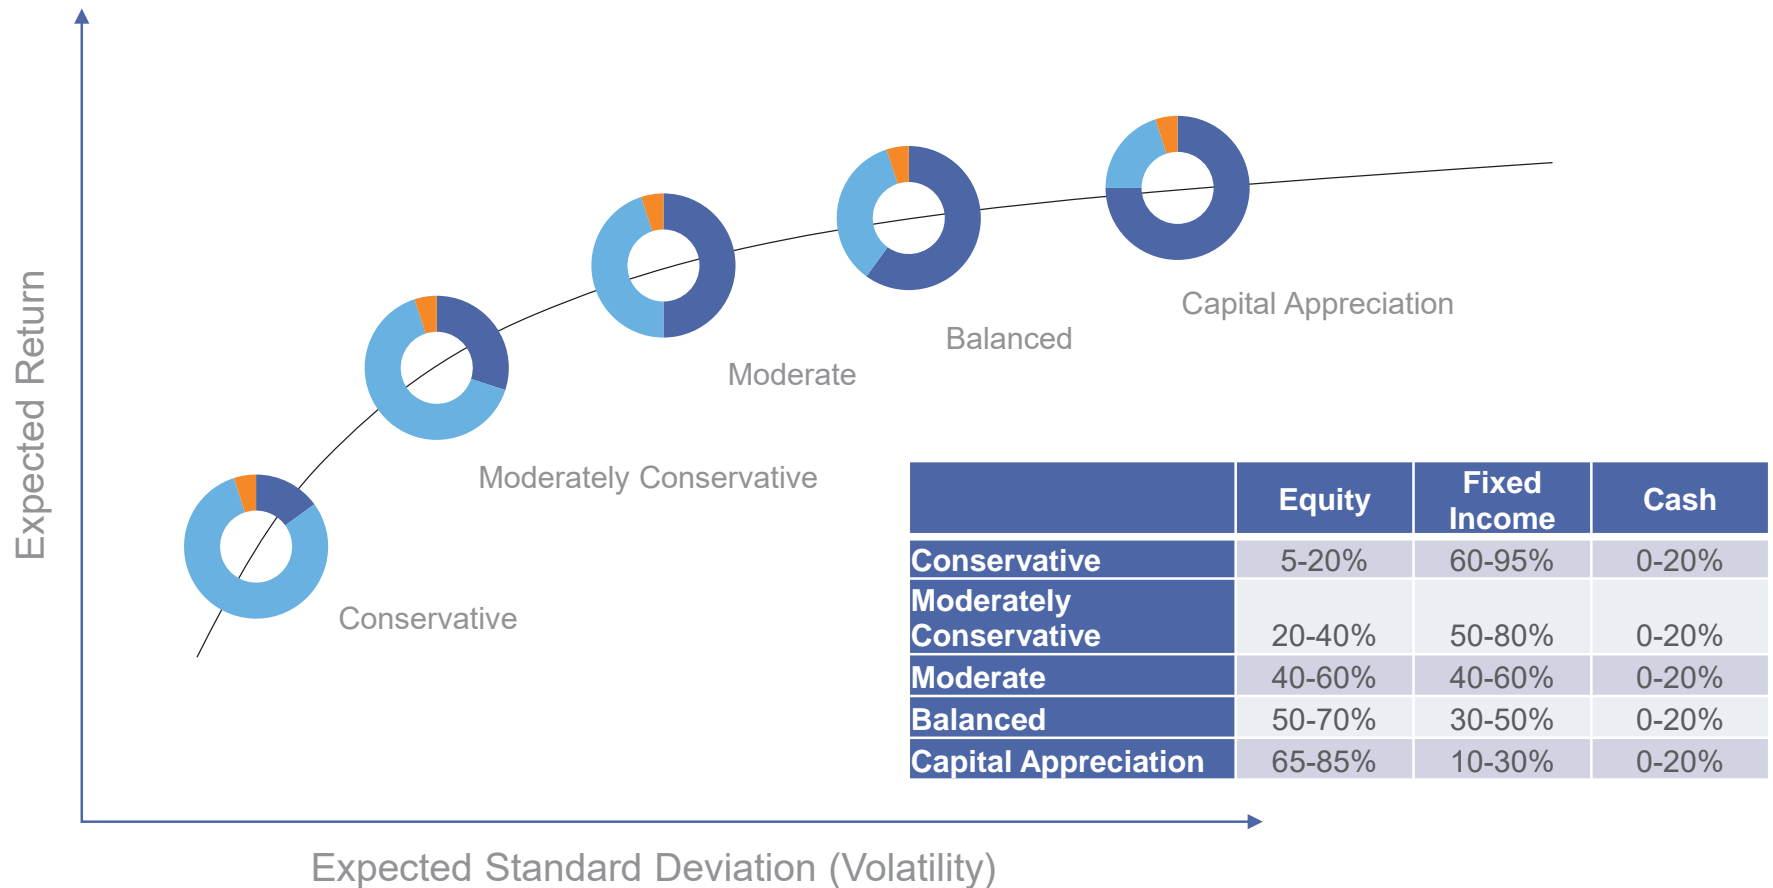 Expected Return
Capital Appreciation
Balanced
Moderate
Moderately Conservative
Conservative
Equity
Fixed
Income
Cash
Conservative
5-20%
60-95%
0-20%
Moderately
Conservative
20-40%
50-80%
0-20%
Moderate
40-60%
40-60%
0-20%
Balanced
50-70%
30-50%
0-20%
Capital Appreciation
65-85%
10-30%
0-20%
Expected Standard Deviation (Volatility)